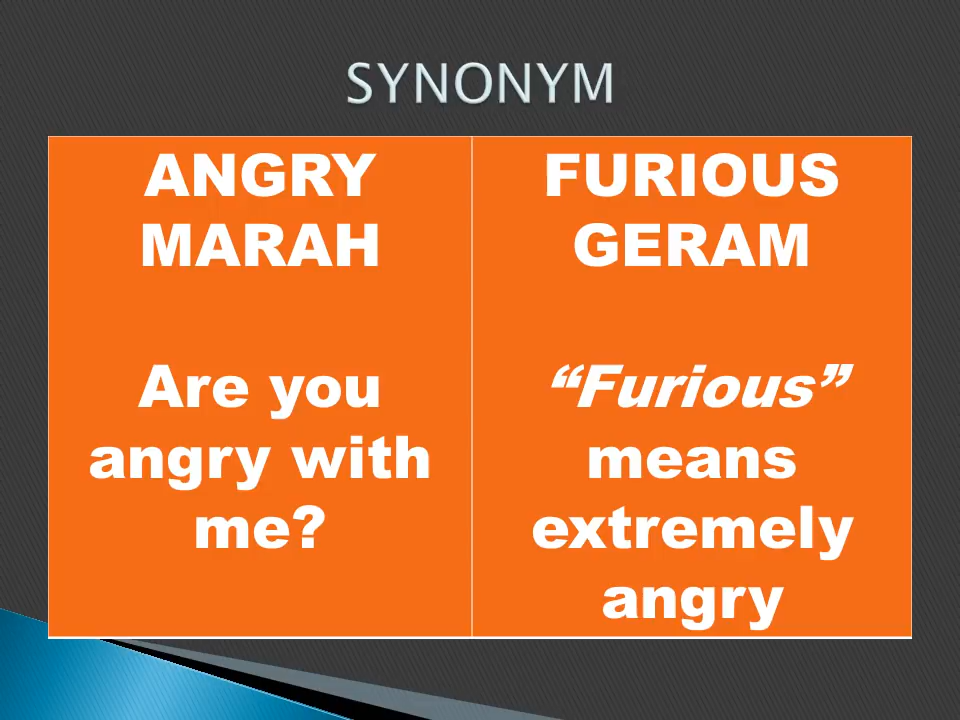 SYNONYM
ANGRY
MARAH
Are you
angry with
me?
FURIOUS
GERAM
“Furious”
means
extremely
angry